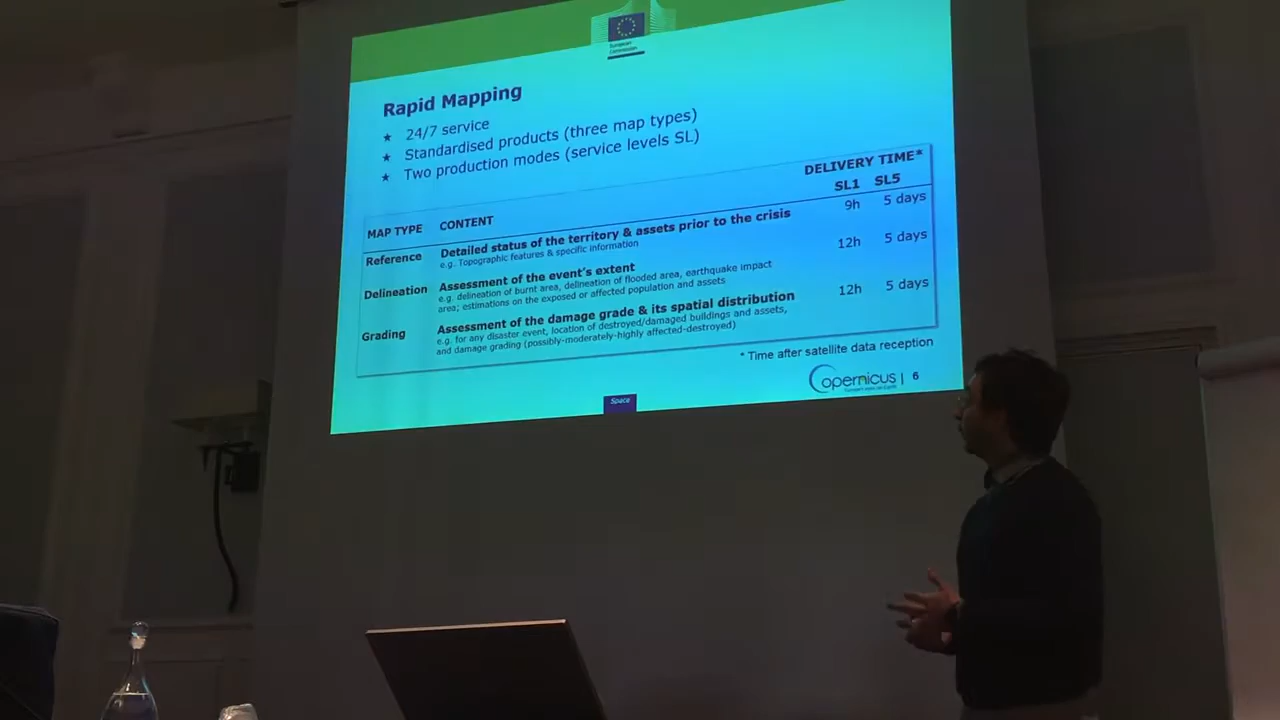 European
Commission
Rapid Mapping
★ 24/7 service
★ Standardised products (three map types)
★ Two production modes (service levels SL)
DELIVERY TIME*
MAP TYPE CONTENT SL1 SL5
Reference Detailed status of the territory & assets prior to the crisis 9h 5 days
e.g. Topographic features & specific information
Delineation Assessment of the event's extent 12h 5 days
e.g. delineation of burnt area, delineation of flooded area, earthquake impact
area; estimations on the exposed or affected population and assets
Grading Assessment of the damage grade & its spatial distribution 12h 5 days
e.g. for any disaster event, location of destroyed/damaged buildings and assets,
and damage grading (possibly-moderately-highly affected-destroyed)
* Time after satellite data reception
Copernicus | 6
Space